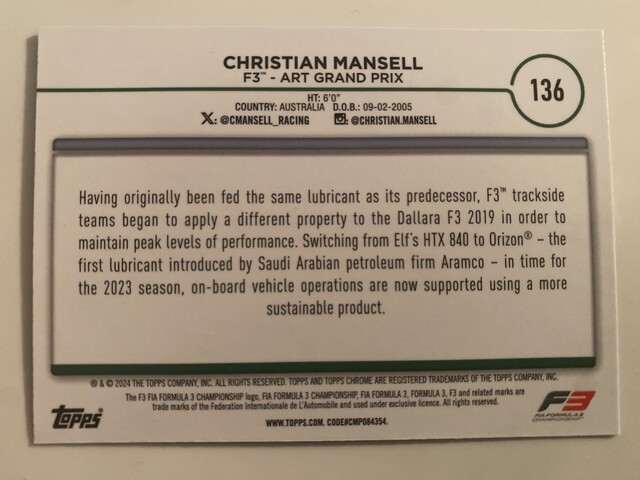 CHRISTIAN MANSELL
F3™ - ART GRAND PRIX
136
HT: 6'0"
COUNTRY: AUSTRALIA D.O.B.: 09-02-2005
X: @CMANSELL_RACING @CHRISTIAN.MANSELL
Having originally been fed the same lubricant as its predecessor, F3™ trackside
teams began to apply a different property to the Dallara F3 2019 in order to
maintain peak levels of performance. Switching from Elf's HTX 840 to Orizon® – the
first lubricant introduced by Saudi Arabian petroleum firm Aramco – in time for
the 2023 season, on-board vehicle operations are now supported using a more
sustainable product.
® & © 2024 THE TOPPS COMPANY, INC. ALL RIGHTS RESERVED. TOPPS AND TOPPS CHROME ARE REGISTERED TRADEMARKS OF THE TOPPS COMPANY, INC.
The F3 FIA FORMULA 3 CHAMPIONSHIP logo, FIA FORMULA 3 CHAMPIONSHIP, FIA FORMULA 3, FORMULA 3, F3 and related marks are
trade marks of the Federation Internationale de L'Automobile and used under exclusive licence. All rights reserved.
Topps
WWW.TOPPS.COM. CODE#CMP084354.
F3
FIA FORMULA 3
CHAMPIONSHIP